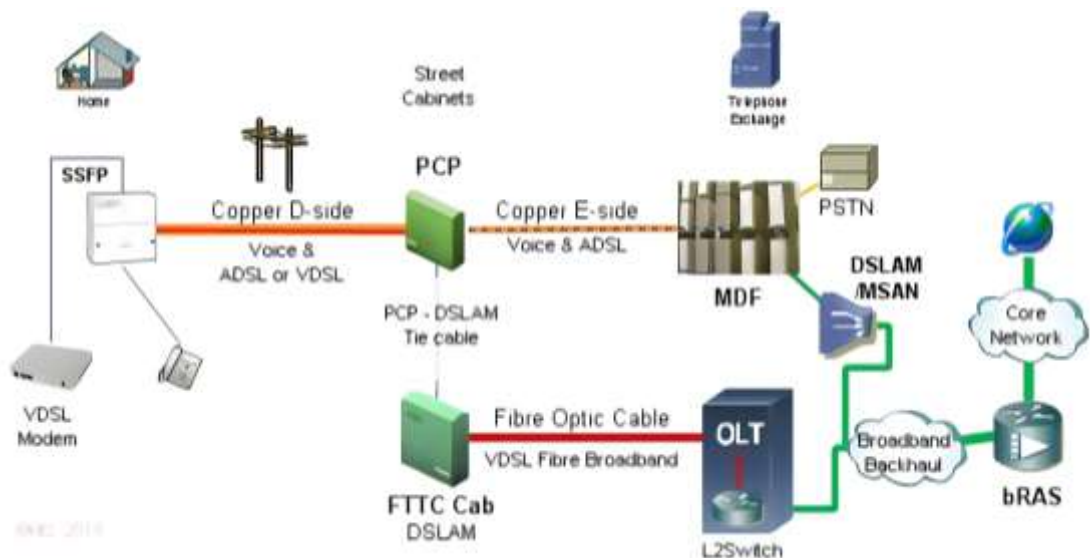 Home
Street
Cabinets
Telephone
Exchange
SSFP
PCP
PSTN
Copper D-side
Copper E-side
Voice &
ADSL or VDSL
Voice & ADSL
MDF
DSLAM
/MSAN
Core
Network
PCP - DSLAM
Tie cable
VDSL
Modem
Fibre Optic Cable
OLT
VDSL Fibre Broadband
Broadband
Backhaul
bRAS
FTTC Cab
DSLAM
L2Switch